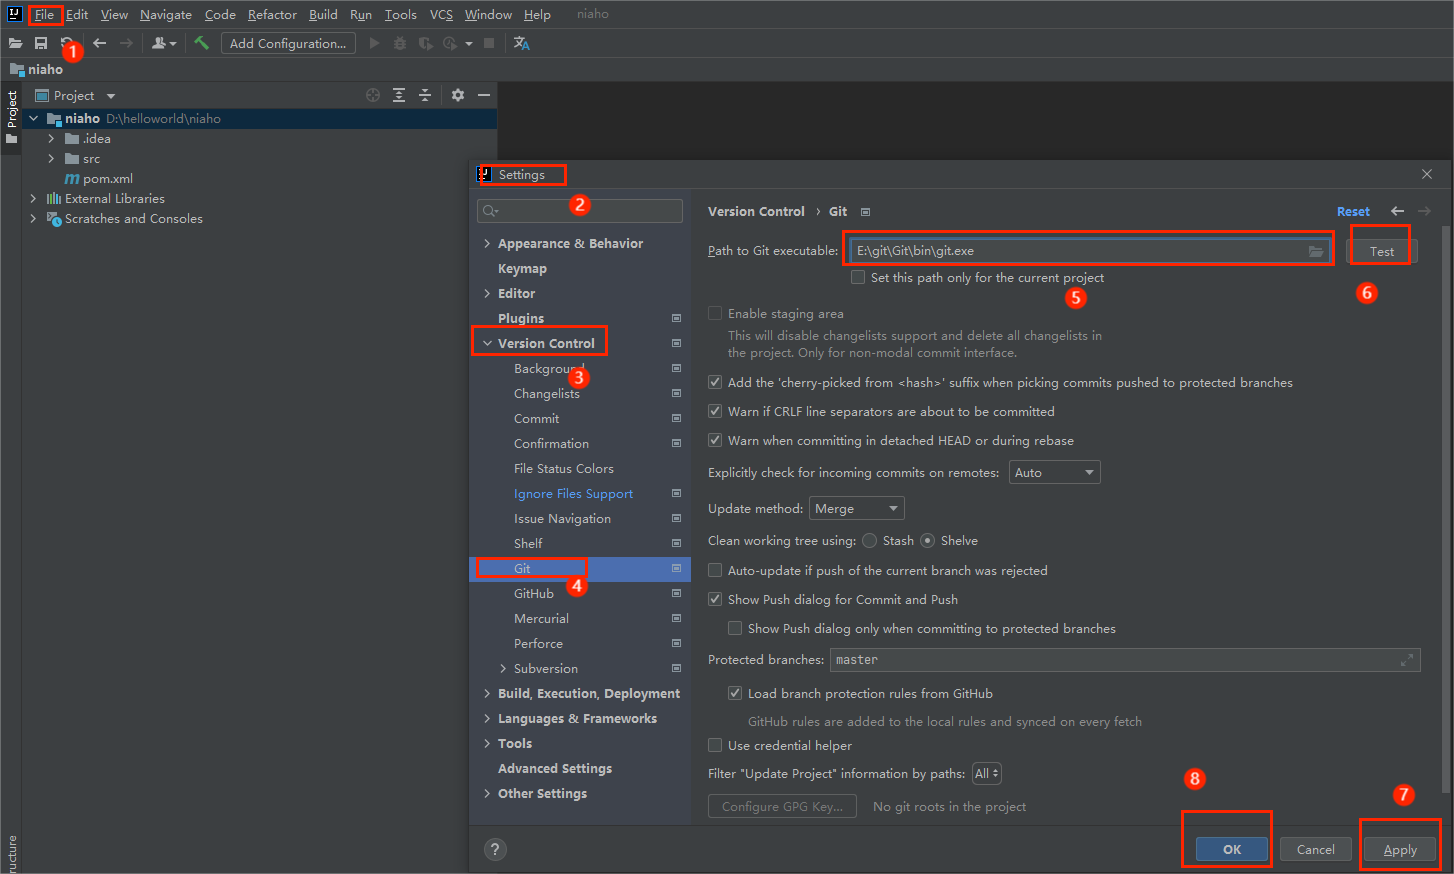 File Edit View Navigate Code Refactor Build Run Tools VCS Window Help niaho
1
Add Configuration...
niaho
Project
Project
niaho D:\helloworld\niaho
.idea
src
pom.xml
External Libraries
Scratches and Consoles
Settings
2
Appearance & Behavior
Keymap
Editor
Plugins
Version Control
Background
3
Changelists
Commit
Confirmation
File Status Colors
Ignore Files Support
Issue Navigation
Shelf
Git
4
GitHub
Mercurial
Perforce
Subversion
Build, Execution, Deployment
Languages & Frameworks
Tools
Advanced Settings
Other Settings
Version Control › Git
Reset
Path to Git executable: E:\git\Git\bin\git.exe
Test
Set this path only for the current project
5
6
Enable staging area
This will disable changelists support and delete all changelists in
the project. Only for non-modal commit interface.
Add the 'cherry-picked from <hash>' suffix when picking commits pushed to protected branches
Warn if CRLF line separators are about to be committed
Warn when committing in detached HEAD or during rebase
Explicitly check for incoming commits on remotes: Auto
Update method: Merge
Clean working tree using: Stash Shelve
Auto-update if push of the current branch was rejected
Show Push dialog for Commit and Push
Show Push dialog only when committing to protected branches
Protected branches: master
Load branch protection rules from GitHub
GitHub rules are added to the local rules and synced on every fetch
Use credential helper
Filter "Update Project" information by paths: All
8
7
Configure GPG Key... No git roots in the project
ructure
?
OK Cancel Apply